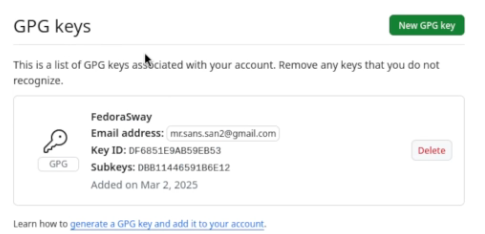 GPG keys
New GPG key
This is a list of GPG keys associated with your account. Remove any keys that you do not
recognize.
FedoraSway
Email address: mr.sans.san2@gmail.com
Key ID: DF6851E9AB59EB53
GPG
Subkeys: DBB11446591B6E12
Delete
Added on Mar 2, 2025
Learn how to generate a GPG key and add it to your account.